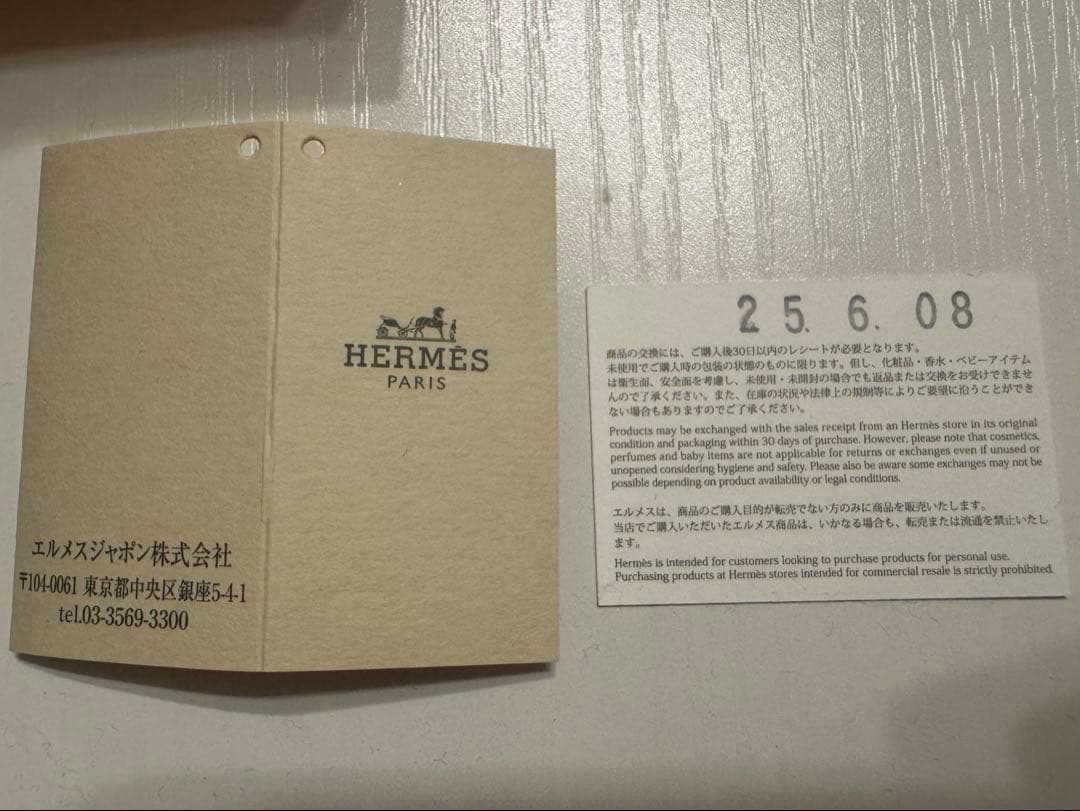 HERMÈS
PARIS
エルメスジャポン株式会社
〒104-0061 東京都中央区銀座5-4-1
tel.03-3569-3300
25. 6. 08
商品の交換には、ご購入後30日以内のレシートが必要となります。
未使用でご購入時の包装の状態のものに限ります。但し、化粧品・香水・ベビーアイテム
は衛生面、安全面を考慮し、未使用・未開封の場合でも返品または交換をお受けできませ
んので了承ください。また、在庫の状況や法律上の規制等によりご要望に沿うことができ
ない場合もありますのでご了承ください。
Products may be exchanged with the sales receipt from an Hermès store in its original
condition and packaging within 30 days of purchase. However, please note that cosmetics,
perfumes and baby items are not applicable for returns or exchanges even if unused or
unopened considering hygiene and safety. Please also be aware some exchanges may not be
possible depending on product availability or legal conditions.
エルメスは、商品のご購入目的が転売でない方のみに商品を販売いたします。
当店でご購入いただいたエルメス商品は、いかなる場合も、転売または流通を禁止いたし
ます。
Hermès is intended for customers looking to purchase products for personal use.
Purchasing products at Hermès stores intended for commercial resale is strictly prohibited.